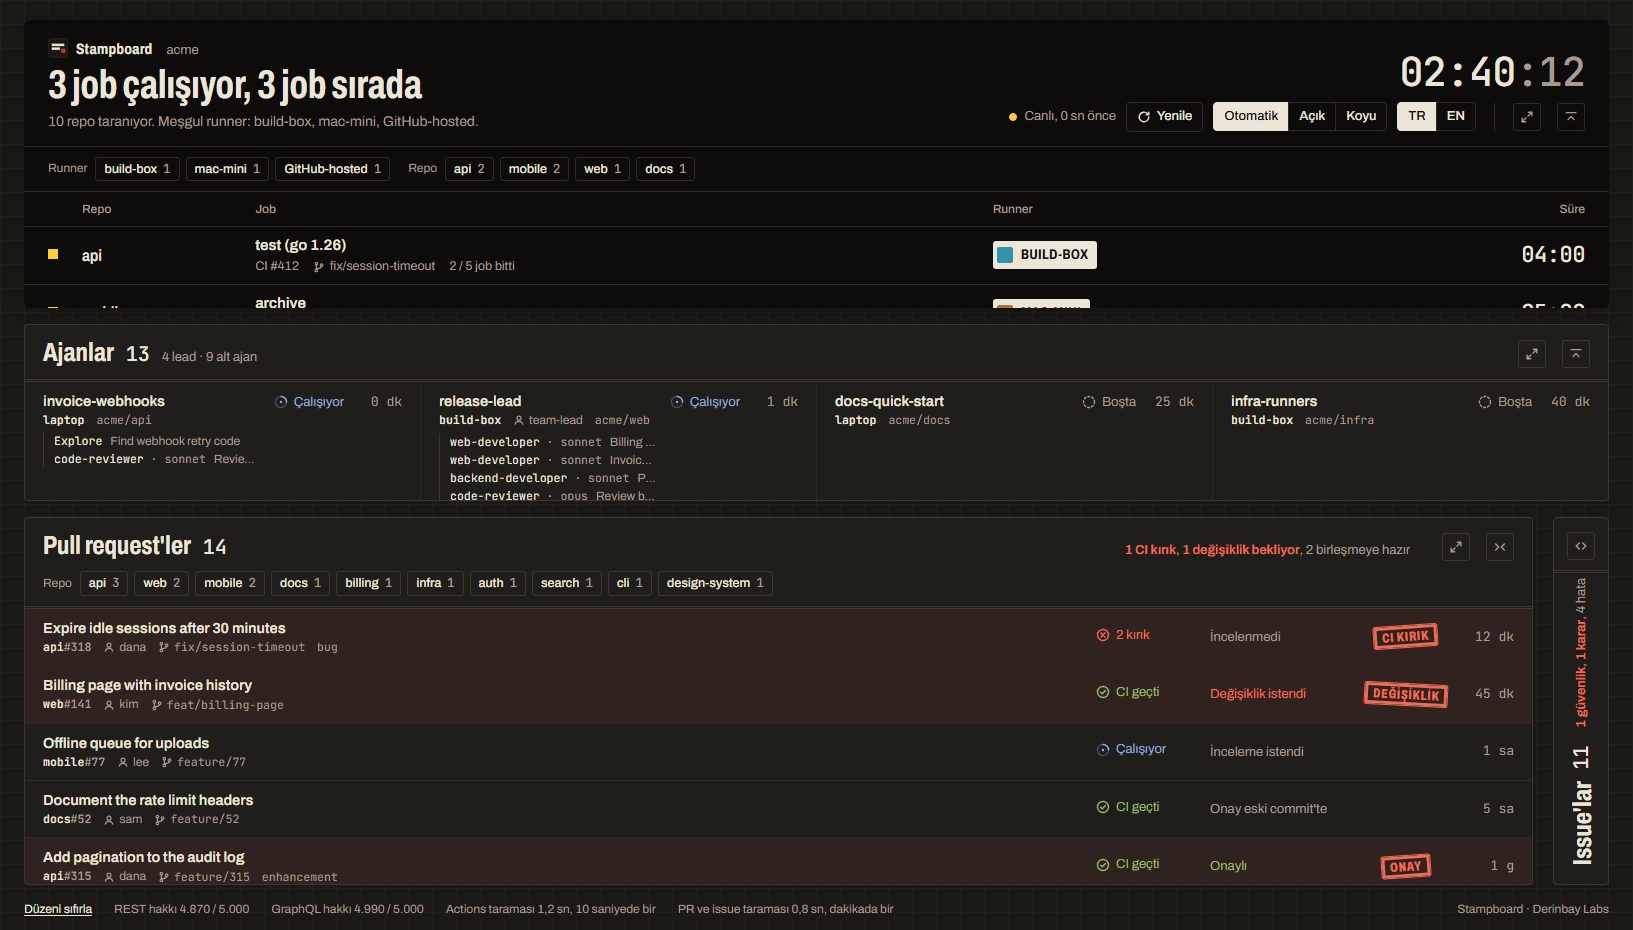 Stampboard acme
3 job çalışıyor, 3 job sırada
10 repo taranıyor. Meşgul runner: build-box, mac-mini, GitHub-hosted.
02:40:12
Canlı, 0 sn önce Yenile Otomatik Açık Koyu TR EN
Runner build-box 1 mac-mini 1 GitHub-hosted 1 Repo api 2 mobile 2 web 1 docs 1
Repo Job Runner Süre
api test (go 1.26) BUILD-BOX 04:00
CI #412 fix/session-timeout 2 / 5 job bitti
archive
Ajanlar 13 4 lead · 9 alt ajan
invoice-webhooks Çalışıyor 0 dk
laptop acme/api
Explore Find webhook retry code
code-reviewer · sonnet Revie...
release-lead Çalışıyor 1 dk
build-box team-lead acme/web
web-developer · sonnet Billing ...
web-developer · sonnet Invoic...
backend-developer · sonnet P...
code-reviewer · opus Review b...
docs-quick-start Boşta 25 dk
laptop acme/docs
infra-runners Boşta 40 dk
build-box acme/infra
Pull request'ler 14
1 CI kırık, 1 değişiklik bekliyor, 2 birleşmeye hazır
Repo api 3 web 2 mobile 2 docs 1 billing 1 infra 1 auth 1 search 1 cli 1 design-system 1
Expire idle sessions after 30 minutes
api#318 dana fix/session-timeout bug
2 kırık İncelenmedi CI KIRIK 12 dk
Billing page with invoice history
web#141 kim feat/billing-page
CI geçti Değişiklik istendi DEĞİŞİKLİK 45 dk
Offline queue for uploads
mobile#77 lee feature/77
Çalışıyor İnceleme istendi 1 sa
Document the rate limit headers
docs#52 sam feature/52
CI geçti Onay eski commit'te 5 sa
Add pagination to the audit log
api#315 dana feature/315 enhancement
CI geçti Onaylı ONAY 1 g
Issue'lar 11 1 güvenlik, 1 karar, 4 hata
Düzeni sıfırla REST hakkı 4.870 / 5.000 GraphQL hakkı 4.990 / 5.000 Actions taraması 1,2 sn, 10 saniyede bir PR ve issue taraması 0,8 sn, dakikada bir
Stampboard · Derinbay Labs